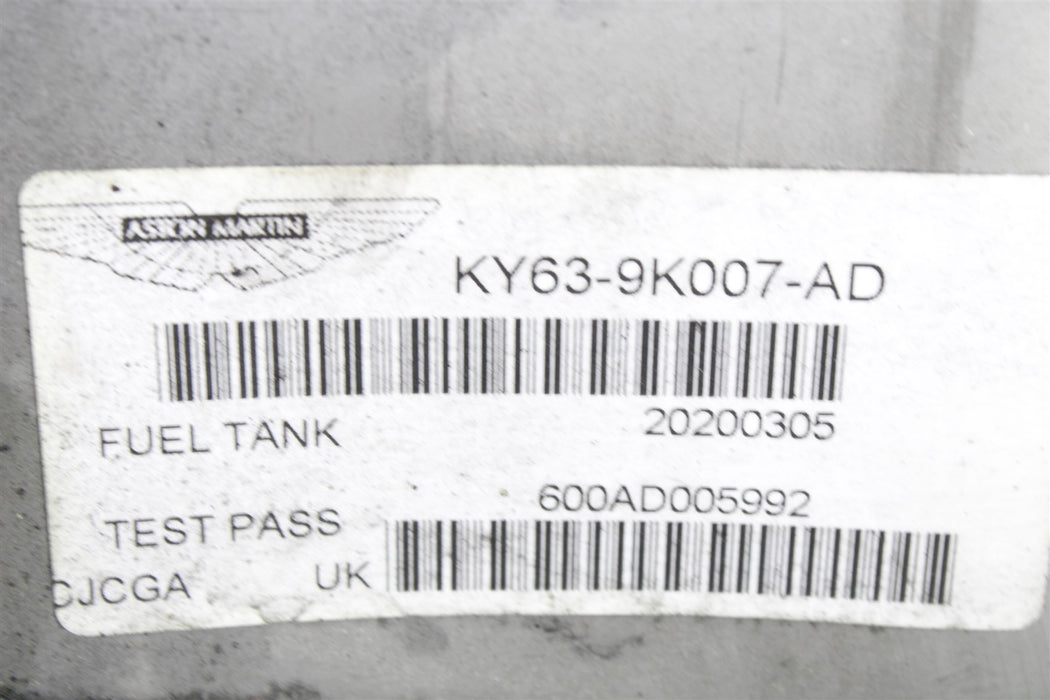 ASTON MARTIN
KY63-9K007-AD
FUEL TANK 20200305
600AD005992
TEST PASS
CJCGA UK